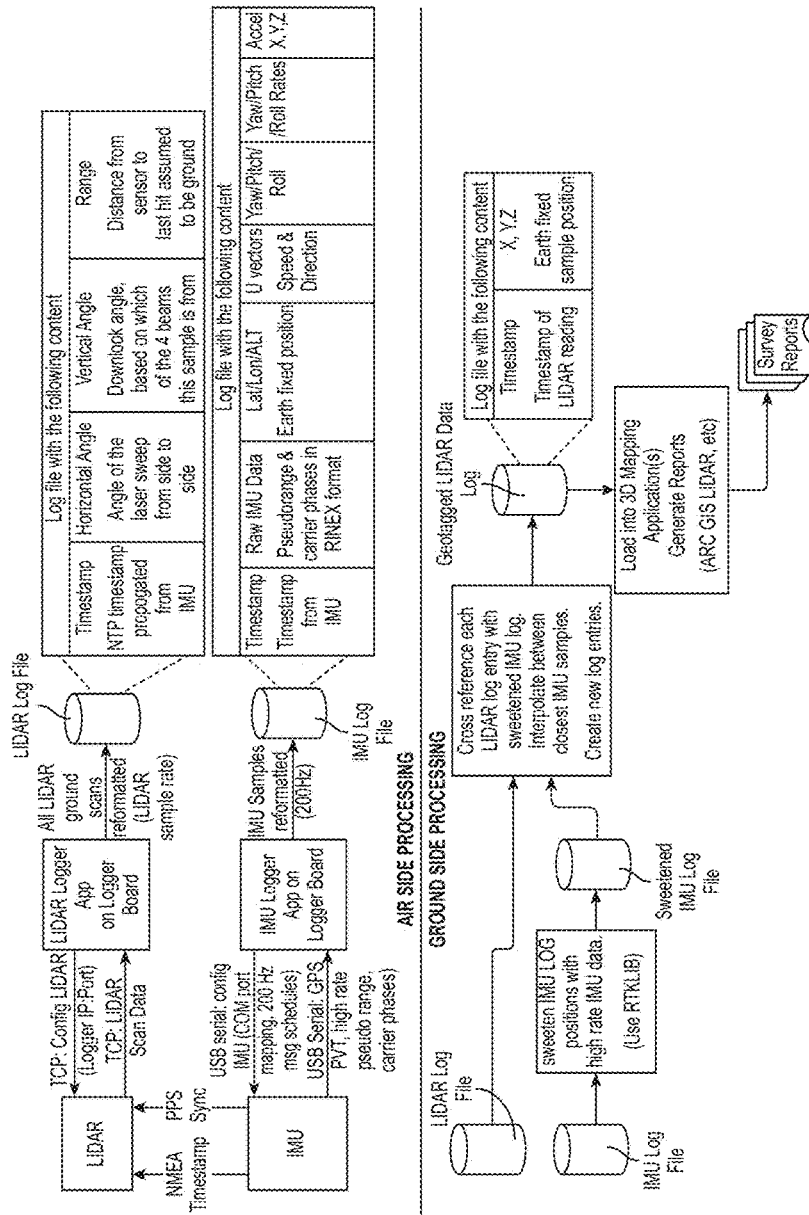 LIDAR
NMEA
Timestamp
PPS
Sync
IMU
TCP: Config LIDAR
(Logger IP:Port)
TCP: LIDAR
Scan Data
LIDAR Logger
App
on Logger
Board
All LIDAR
ground
scans
reformatted
(LIDAR
sample rate)
LIDAR Log File
Log file with the following content
Timestamp
NTP timestamp
propogated
from
IMU
Horizontal Angle
Angle of the
laser sweep
from side to
side
Vertical Angle
Downlock angle,
based on which
of the 4 beams
this sample is from
Range
Distance from
sensor to
last hit assumed
to be ground
USB serial: config
IMU (COM port
mapping, 200 Hz
msg schedules)
USB Serial: GPS
PVT, high rate
pseudo range,
carrier phases)
IMU Logger
App on
Logger Board
IMU Samples
reformatted
(200Hz)
IMU Log
File
Log file with the following content
Timestamp
Timestamp
from
IMU
Raw IMU Data
Pseudorange &
carrier phases in
RINEX format
Lat/Lon/ALT
Earth fixed position
U vectors
Speed &
Direction
Yaw/Pitch/
Roll
Yaw/Pitch
/Roll Rates
Accel
X,Y,Z
AIR SIDE PROCESSING
GROUND SIDE PROCESSING
LIDAR Log
File
IMU Log
File
sweeten IMU LOG
positions with
high rate IMU data,
(Use RTKLIB)
Sweetened
IMU Log
File
Cross reference each
LIDAR log entry with
sweetened IMU log.
Interpolate between
closest IMU samples.
Create new log entries.
Geotagged LIDAR Data
Log
Log file with the following content
Timestamp
Timestamp of
LIDAR reading
X, Y,Z
Earth fixed
sample position
Load into 3D Mapping
Application(s)
Generate Reports
(ARC GIS LiDAR, etc)
Survey
Reports